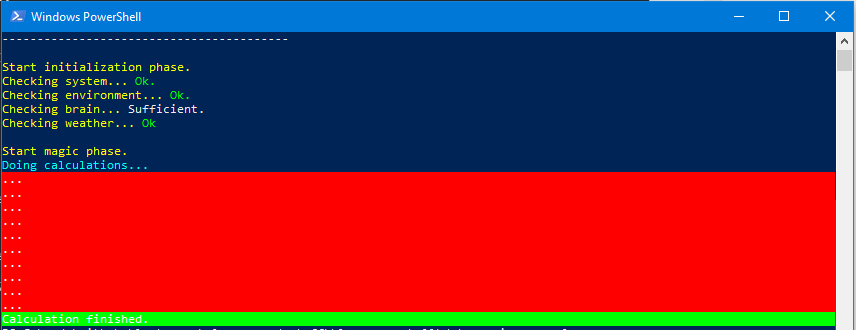 Windows PowerShell
-----------------------------------------
Start initialization phase.
Checking system... Ok.
Checking environment... Ok.
Checking brain... Sufficient.
Checking weather... Ok
Start magic phase.
Doing calculations...
...
...
...
...
...
...
...
...
...
...
Calculation finished.